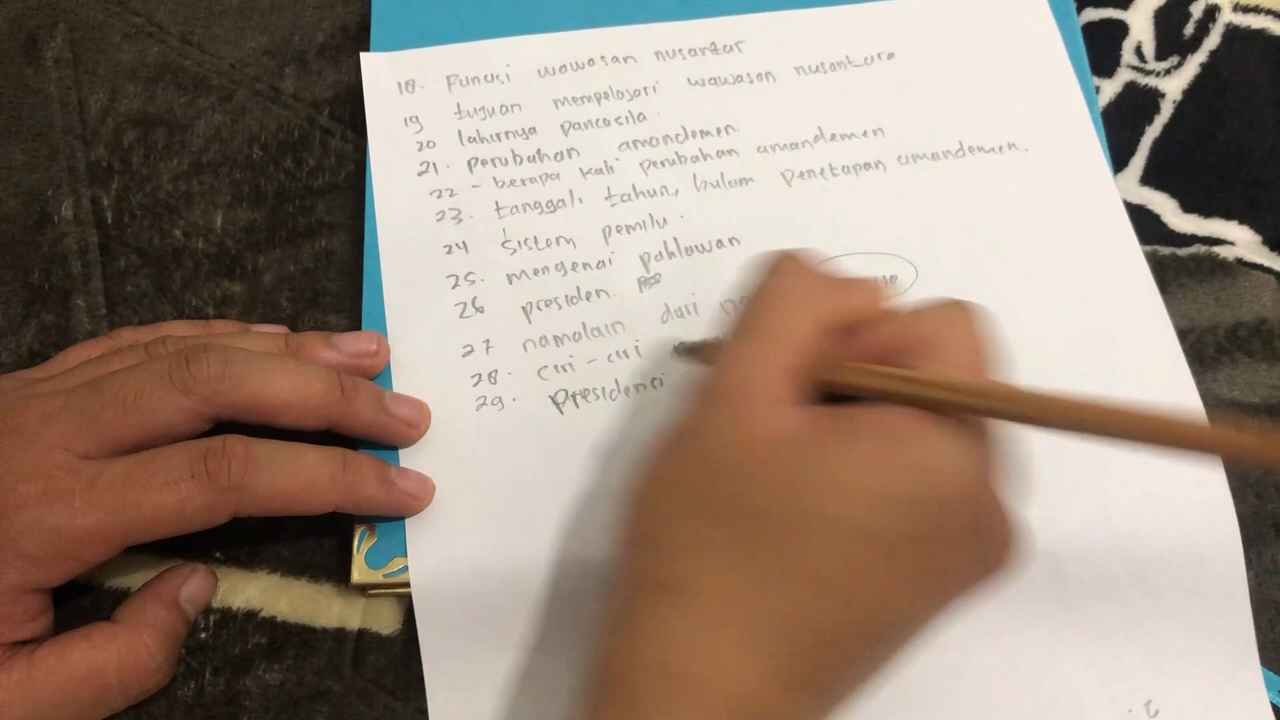 18. Fungsi wawasan nusantar
19 tujuan mempelajari wawasan nusantara
20 lahirnya pancasila.
21. perubahan amandemen.
22 - berapa kali perubahan amandemen
23. tanggal, tahun, bulam penetapan amandemen.
24 sistem pemilu.
25. mengenai pahlawan
26 presiden.
27 namalain dari
28. ciri-ciri
29. presidensi